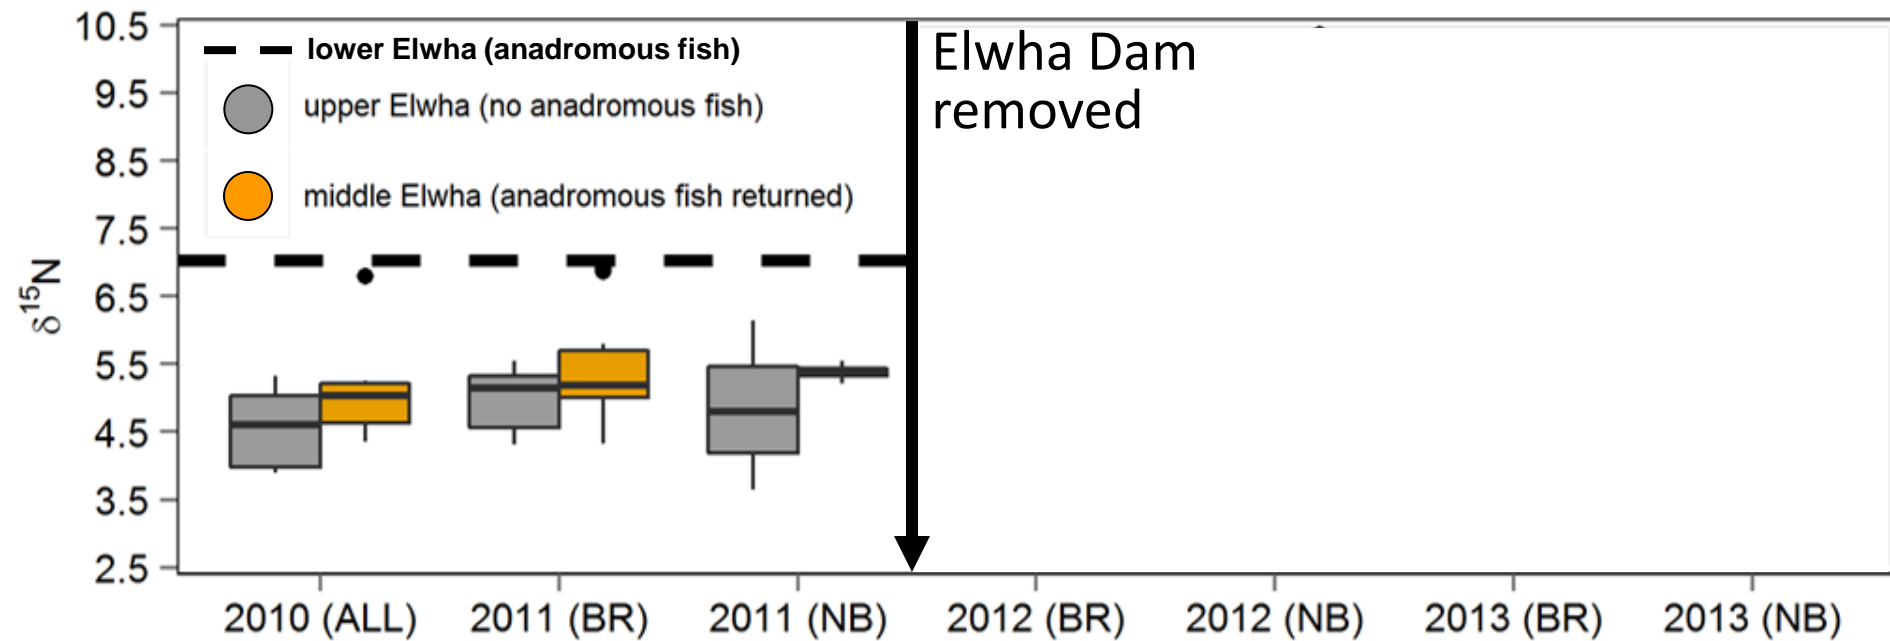 10.5
9.5
8.5
7.5
6.5
5.5
4.5
3.5
2.5
δ15N
lower Elwha (anadromous fish)
upper Elwha (no anadromous fish)
middle Elwha (anadromous fish returned)
Elwha Dam
removed
2010 (ALL) 2011 (BR) 2011 (NB) 2012 (BR) 2012 (NB) 2013 (BR) 2013 (NB)